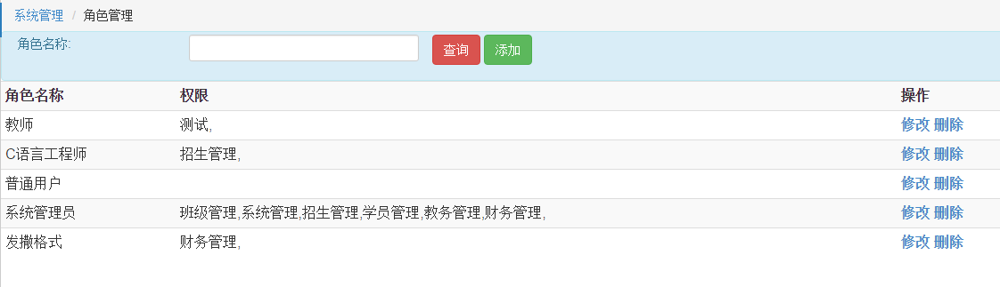 系统管理 / 角色管理
角色名称: 查询 添加
角色名称 权限 操作
教师 测试, 修改 删除
C语言工程师 招生管理, 修改 删除
普通用户 修改 删除
系统管理员 班级管理,系统管理,招生管理,学员管理,教务管理,财务管理, 修改 删除
发撒格式 财务管理, 修改 删除